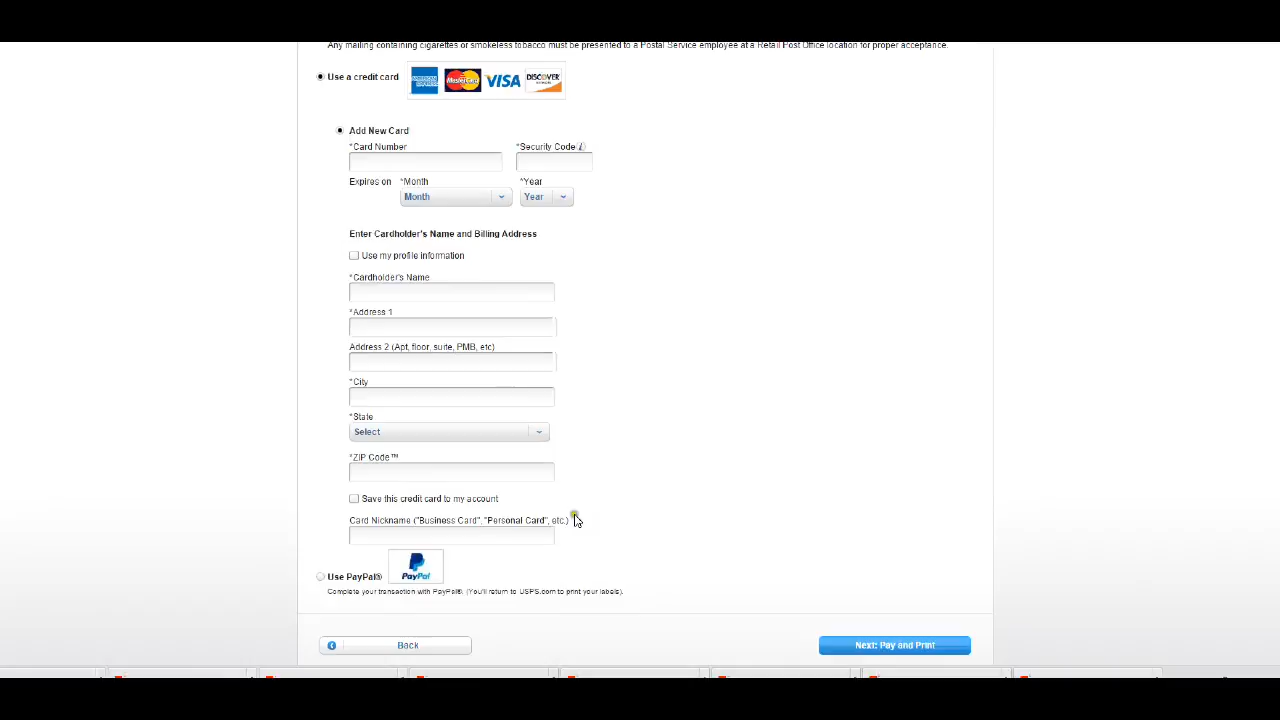 Any mailing containing cigarettes or smokeless tobacco must be presented to a Postal Service employee at a Retail Post Office location for proper acceptance.
Use a credit card
AMERICAN EXPRESS MasterCard VISA DISCOVER
Add New Card
*Card Number *Security Code i
Expires on *Month *Year
Month Year
Enter Cardholder's Name and Billing Address
Use my profile information
*Cardholder's Name
*Address 1
Address 2 (Apt, floor, suite, PMB, etc)
*City
*State
Select
*ZIP Code™
Save this credit card to my account
Card Nickname ("Business Card", "Personal Card", etc.)
Use PayPal® PayPal
Complete your transaction with PayPal®. (You'll return to USPS.com to print your labels).
Back Next: Pay and Print